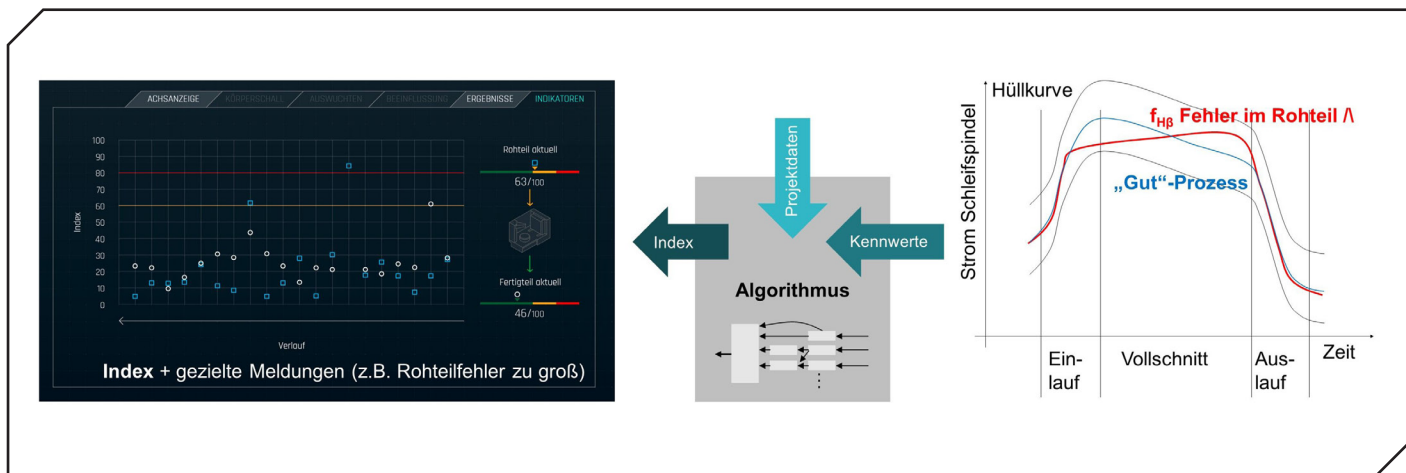 ACHSANZEIGE
KÖRPERSCHALL
AUSWUCHTEN
BEEINFLUSSUNG
ERGEBNISSE
INDIKATOREN
100
90
80
70
60
50
40
30
20
10
0
Index
Verlauf
Rohteil aktuell
63/100
Fertigteil aktuell
46/100
Index + gezielte Meldungen (z.B. Rohteilfehler zu groß)
Index
Projektdaten
Kennwerte
Algorithmus
Strom Schleifspindel
Hüllkurve
fHβ Fehler im Rohteil /\
„Gut“-Prozess
Ein-
lauf
Vollschnitt
Aus-
lauf
Zeit